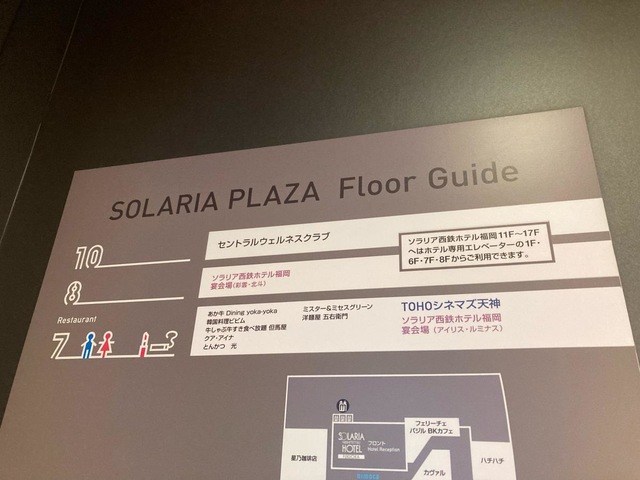 SOLARIA PLAZA Floor Guide
10
セントラルウェルネスクラブ
ソラリア西鉄ホテル福岡11F～17F
へはホテル専用エレベーターの1F・
6F・7F・8Fからご利用できます。
8
ソラリア西鉄ホテル福岡
宴会場(彩雲・北斗)
Restaurant
7
あか牛 Dining yoka-yoka
韓国料理ビビム
牛しゃぶ牛すき食べ放題 但馬屋
クア・アイナ
とんかつ 光
ミスター&ミセスグリーン
洋麺屋 五右衛門
TOHOシネマズ天神
ソラリア西鉄ホテル福岡
宴会場(アイリス・ルミナス)
SOLARIA
HOTEL
フロント
Hotel Reception
フェリーチェ
バジル BKカフェ
星乃珈琲店
カヴァル
ハチハチ